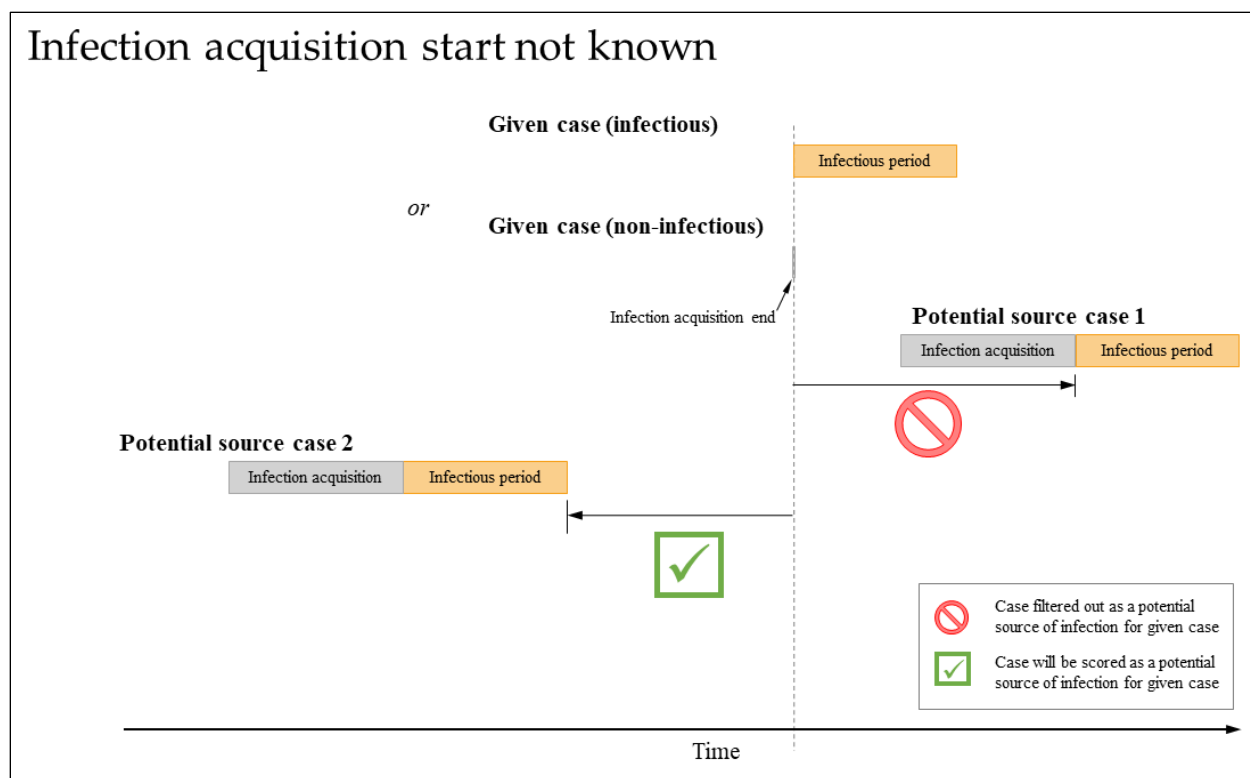 Infection acquisition start not known
Given case (infectious)
Infectious period
or
Given case (non-infectious)
Infection acquisition end
Potential source case 1
Infection acquisition
Infectious period
Potential source case 2
Infection acquisition
Infectious period
Case filtered out as a potential
source of infection for given case
Case will be scored as a potential
source of infection for given case
Time